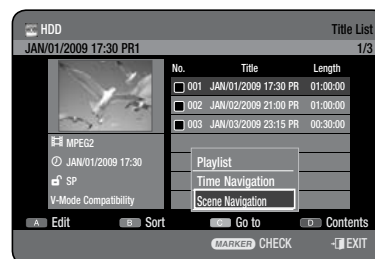 HDD Title List
JAN/01/2009 17:30 PR1 1/3
No. Title Length
001 JAN/01/2009 17:30 PR 01:00:00
002 JAN/02/2009 21:00 PR 01:00:00
003 JAN/03/2009 23:15 PR 00:30:00
MPEG2
JAN/01/2009 17:30
SP
V-Mode Compatibility
Playlist
Time Navigation
Scene Navigation
A Edit B Sort C Go to D Contents
MARKER CHECK EXIT